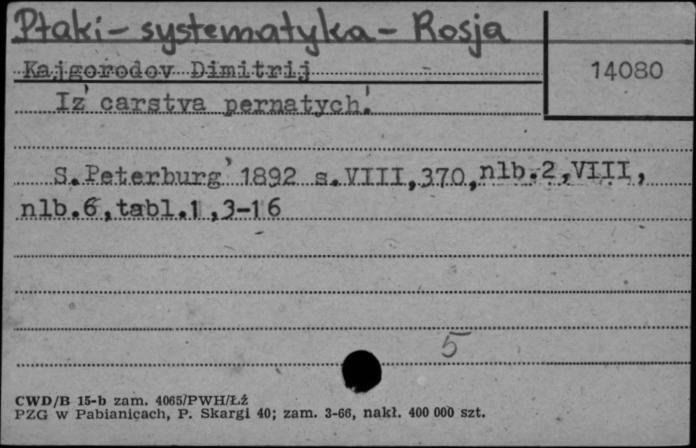 Ptaki - systematyka - Rosja
Kajgorodov Dimitrij
14080
Iz' carstva pernatych'.
S.Peterburg' 1892 s.VIII,370,nlb.2,VIII,
nlb.6,tabl.1,3-16
5
CWD/B 15-b zam. 4065/PWH/Łź
PZG w Pabianicach, P. Skargi 40; zam. 3-66, nakł. 400 000 szt.